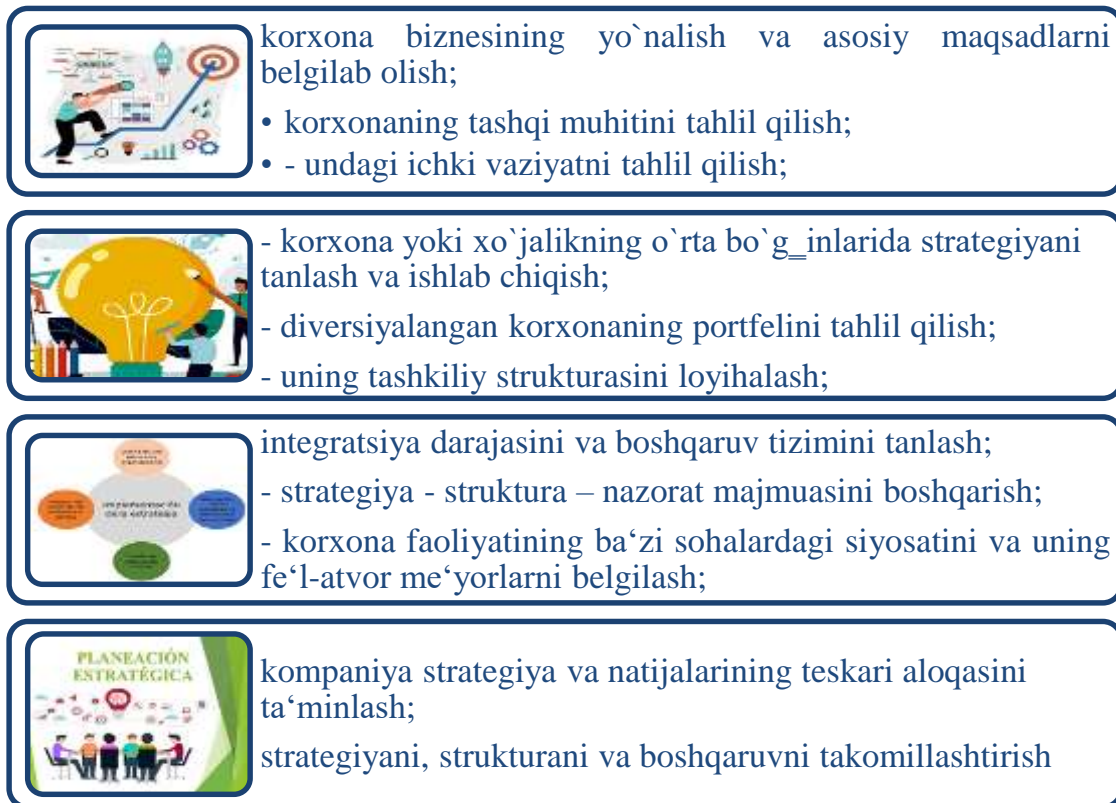 korxona biznesining yo`nalish va asosiy maqsadlarni
belgilab olish;
• korxonaning tashqi muhitini tahlil qilish;
• - undagi ichki vaziyatni tahlil qilish;
- korxona yoki xo`jalikning o`rta bo`g‗inlarida strategiyani
tanlash va ishlab chiqish;
- diversiyalangan korxonaning portfelini tahlil qilish;
- uning tashkiliy strukturasini loyihalash;
integratsiya darajasini va boshqaruv tizimini tanlash;
- strategiya - struktura – nazorat majmuasini boshqarish;
- korxona faoliyatining ba‘zi sohalardagi siyosatini va uning
fe‘l-atvor me‘yorlarni belgilash;
PLANEACIÓN
ESTRATÉGICA
kompaniya strategiya va natijalarining teskari aloqasini
ta‘minlash;
strategiyani, strukturani va boshqaruvni takomillashtirish